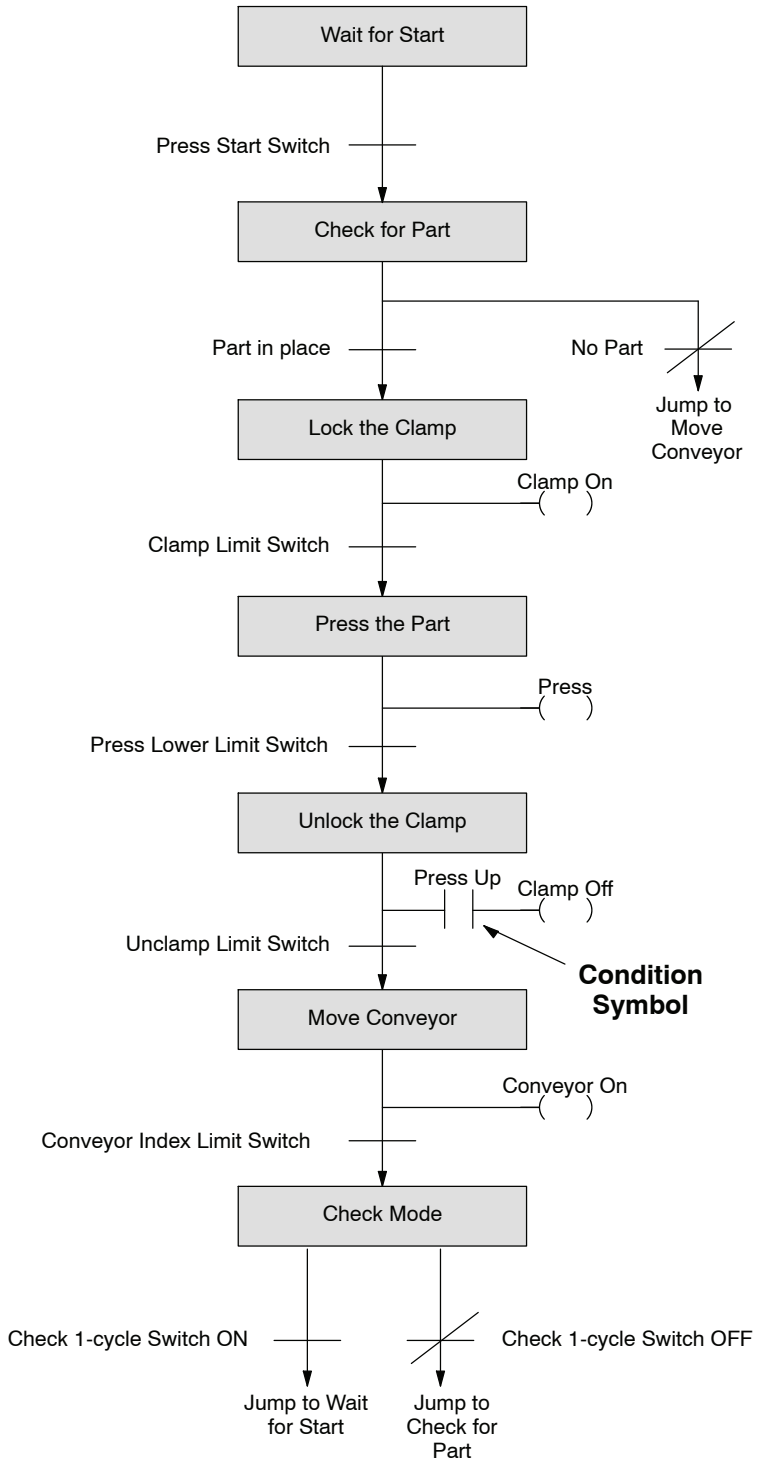 Wait for Start
Press Start Switch
Check for Part
Part in place
No Part
Jump to
Move
Conveyor
Lock the Clamp
Clamp On
Clamp Limit Switch
Press the Part
Press
Press Lower Limit Switch
Unlock the Clamp
Press Up
Clamp Off
Unclamp Limit Switch
Condition
Symbol
Move Conveyor
Conveyor On
Conveyor Index Limit Switch
Check Mode
Check 1-cycle Switch ON
Check 1-cycle Switch OFF
Jump to Wait
for Start
Jump to
Check for
Part